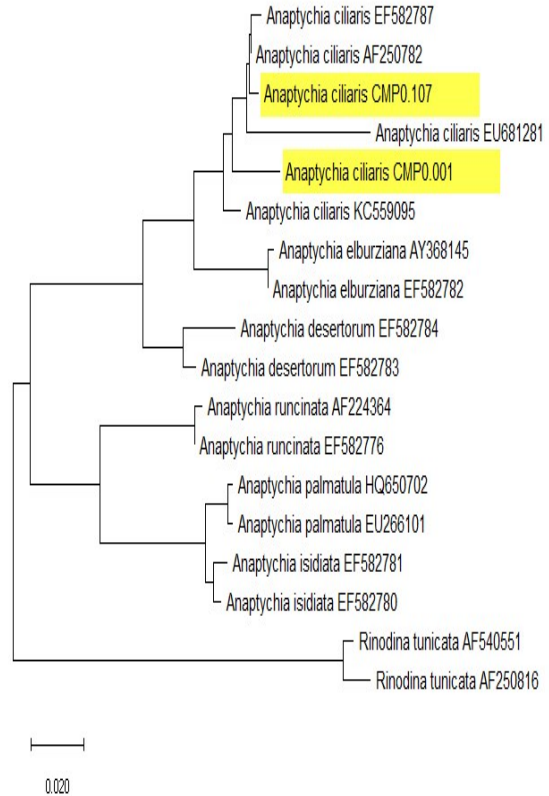 Anaptychia ciliaris EF582787
Anaptychia ciliaris AF250782
Anaptychia ciliaris CMP0.107
Anaptychia ciliaris EU681281
Anaptychia ciliaris CMP0.001
Anaptychia ciliaris KC559095
Anaptychia elburziana AY368145
Anaptychia elburziana EF582782
Anaptychia desertorum EF582784
Anaptychia desertorum EF582783
Anaptychia runcinata AF224364
Anaptychia runcinata EF582776
Anaptychia palmatula HQ650702
Anaptychia palmatula EU266101
Anaptychia isidiata EF582781
Anaptychia isidiata EF582780
Rinodina tunicata AF540551
Rinodina tunicata AF250816
0.020